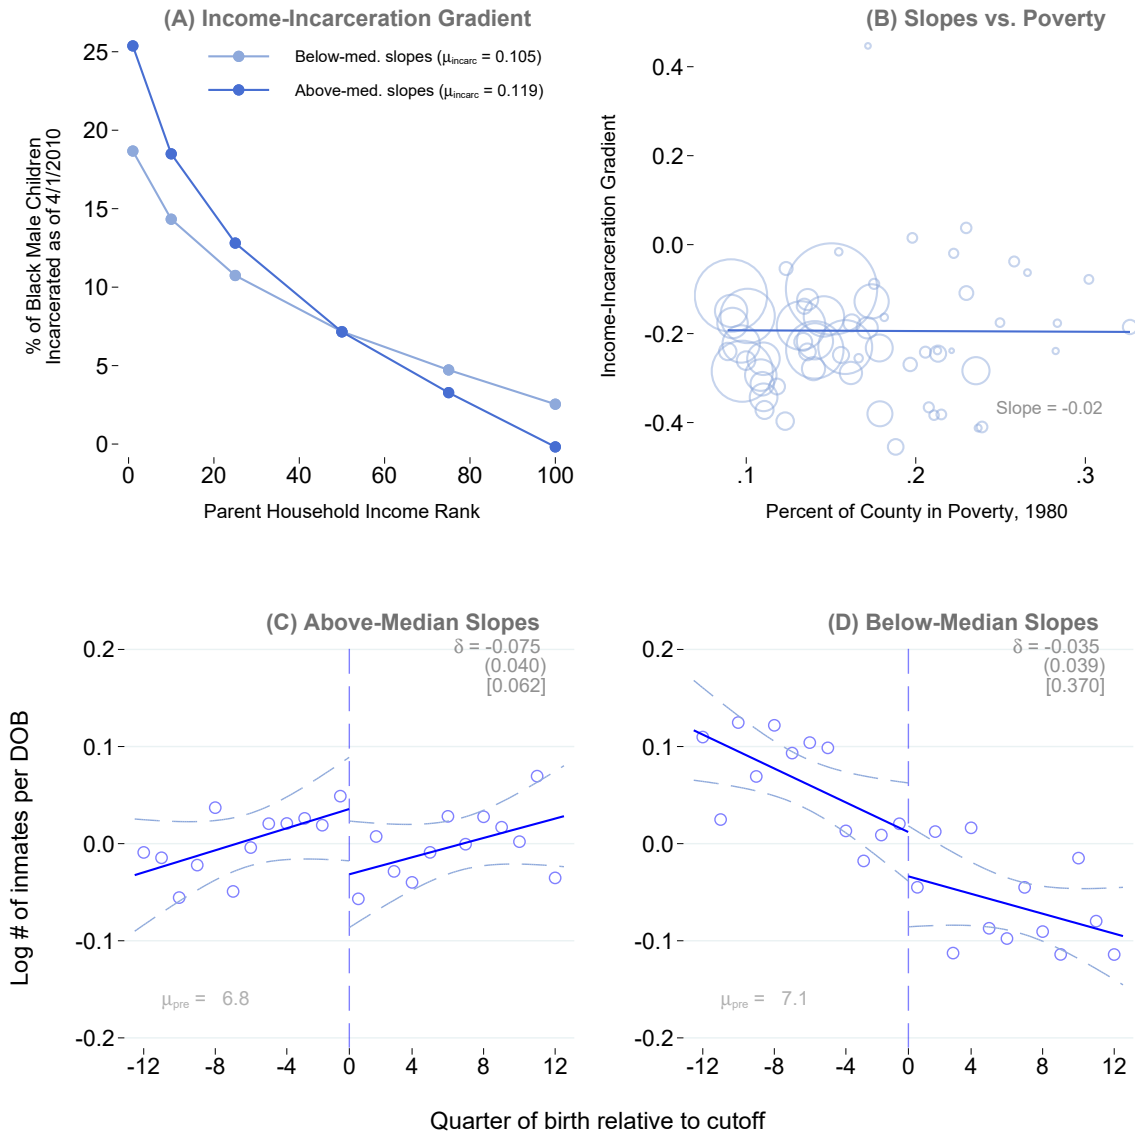 (A) Income-Incarceration Gradient
Below-med. slopes (μincarc = 0.105)
Above-med. slopes (μincarc = 0.119)
% of Black Male Children
Incarcerated as of 4/1/2010
25
20
15
10
5
0
0 20 40 60 80 100
Parent Household Income Rank
(B) Slopes vs. Poverty
Income-Incarceration Gradient
0.4
0.2
0.0
-0.2
-0.4
Slope = -0.02
.1 .2 .3
Percent of County in Poverty, 1980
Log # of inmates per DOB
(C) Above-Median Slopes
δ = -0.075
(0.040)
[0.062]
0.2
0.1
0.0
-0.1
-0.2
μpre = 6.8
-12 -8 -4 0 4 8 12
(D) Below-Median Slopes
δ = -0.035
(0.039)
[0.370]
0.2
0.1
0.0
-0.1
-0.2
μpre = 7.1
-12 -8 -4 0 4 8 12
Quarter of birth relative to cutoff